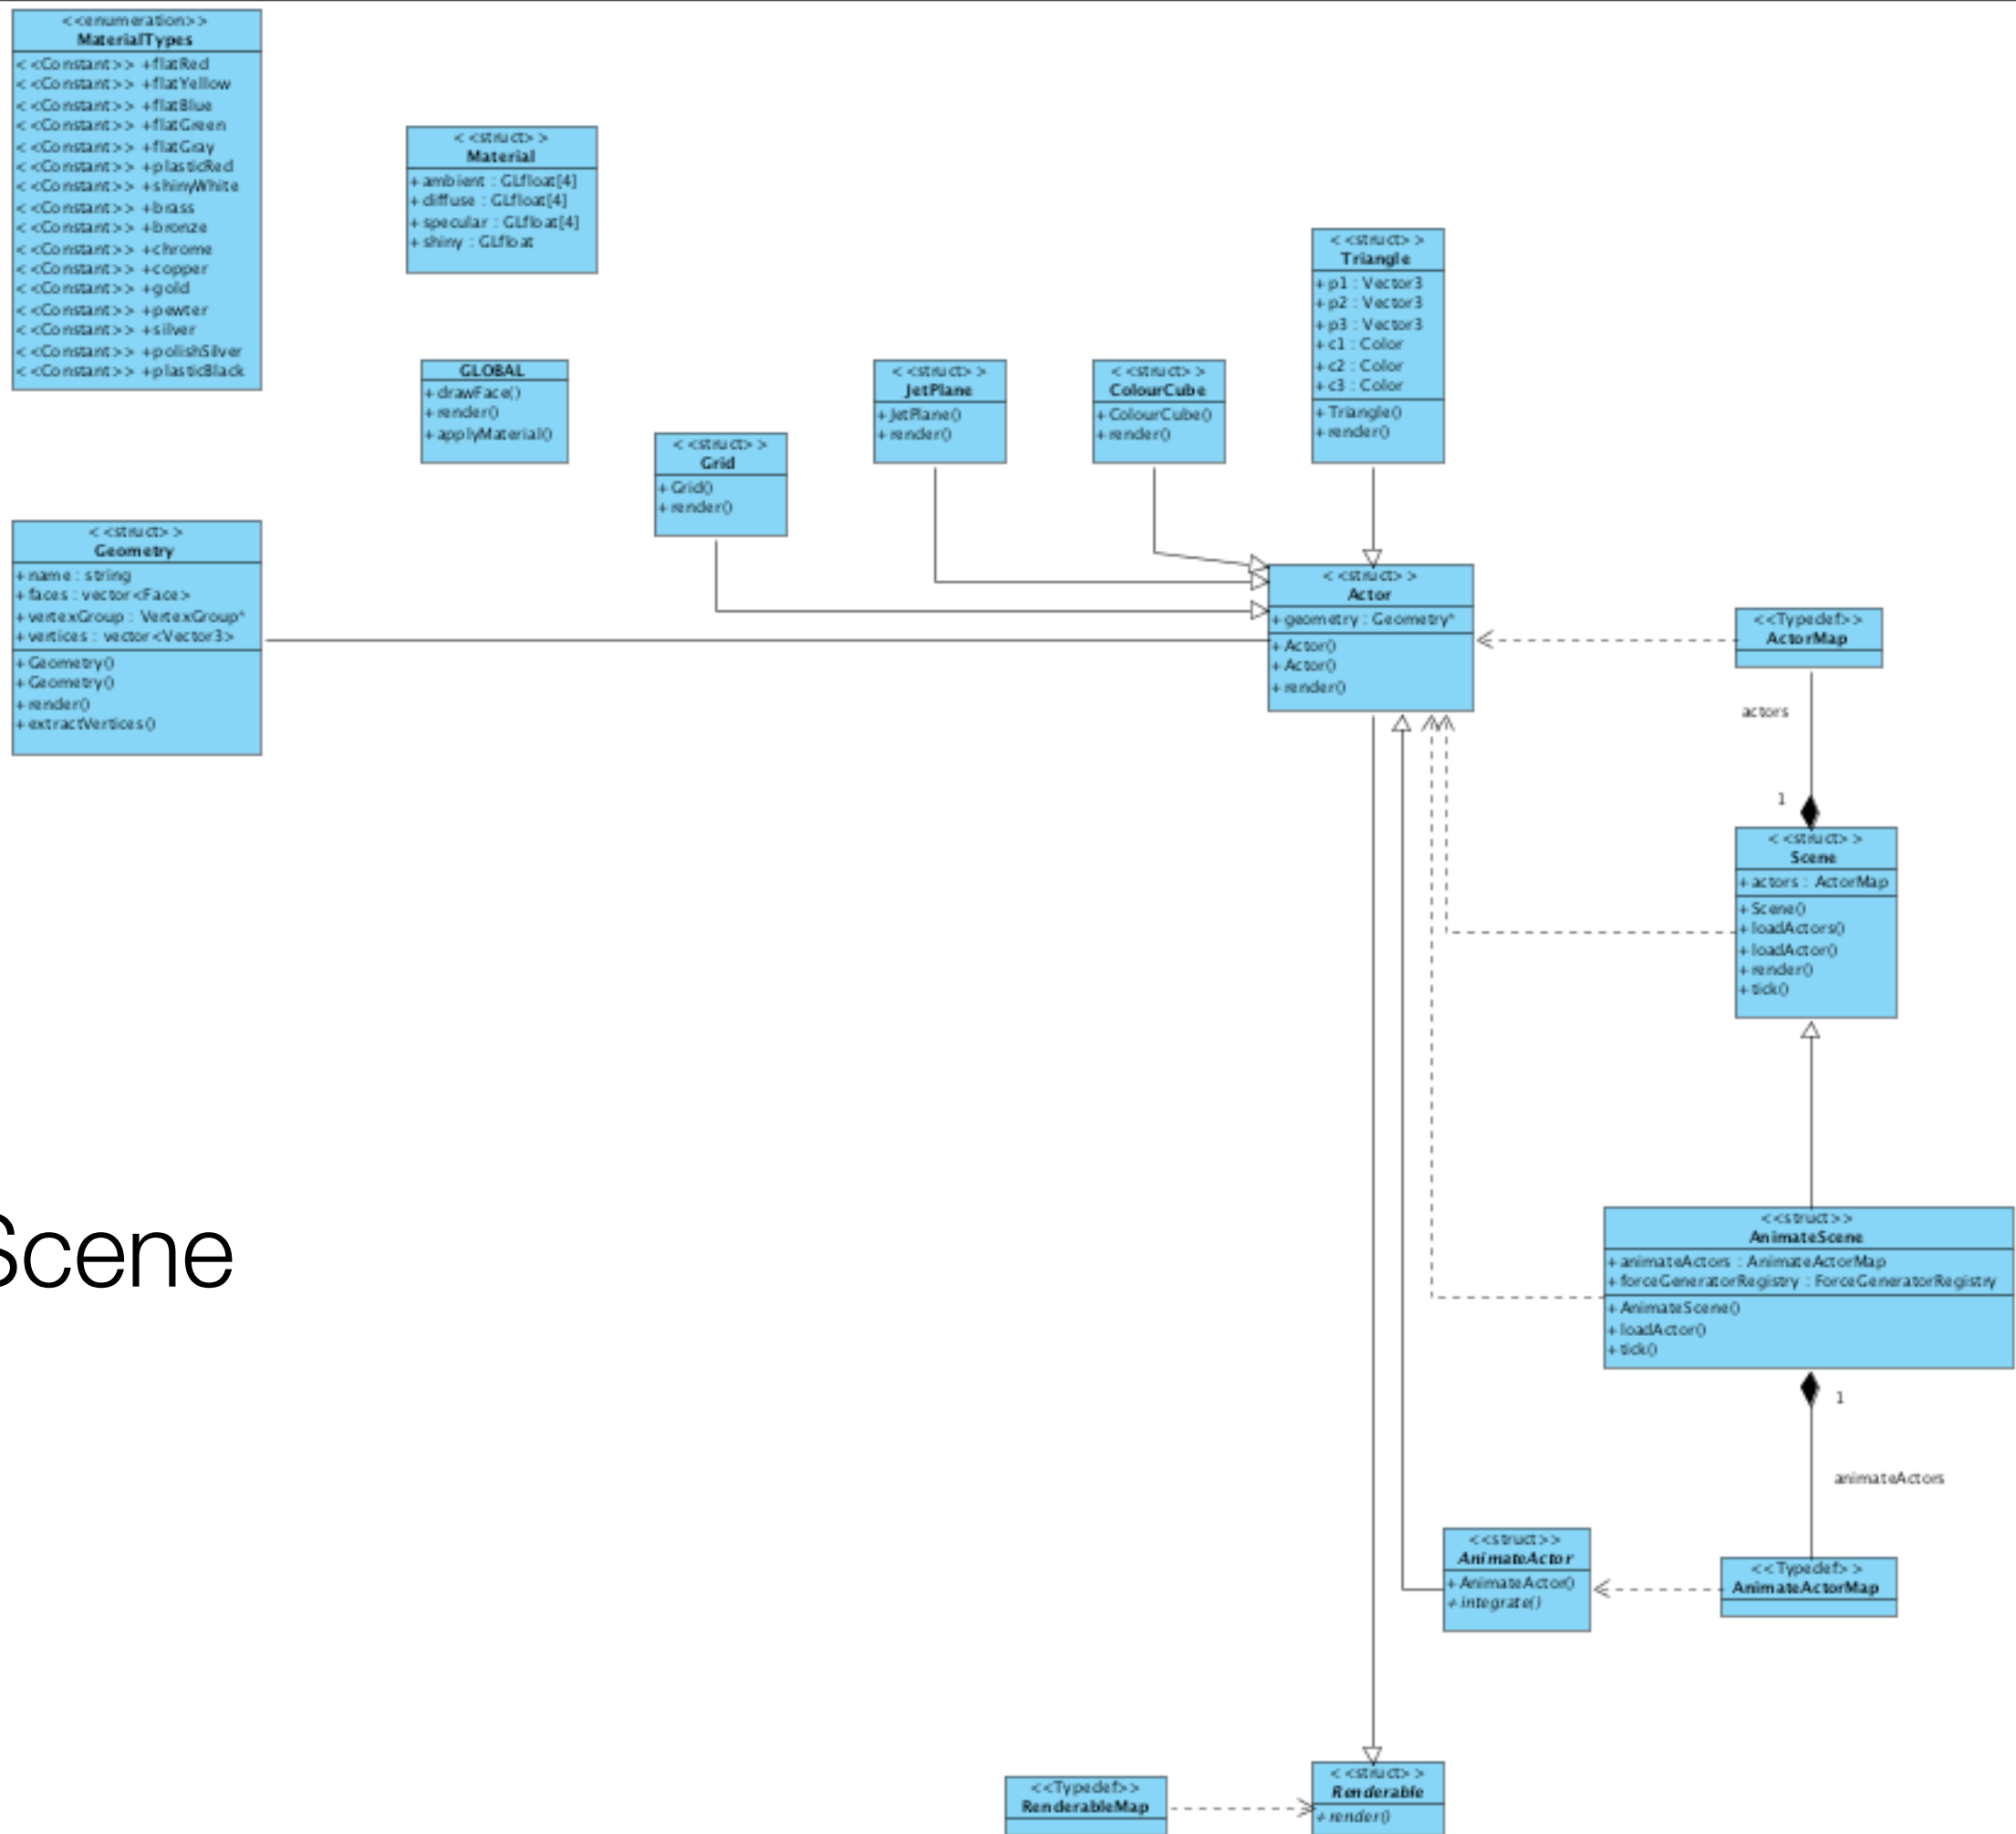 <<enumeration>>
MaterialTypes
< <Constant>> +flatRed
< <Constant>> +flatYellow
< <Constant>> +flatBlue
< <Constant>> +flatGreen
< <Constant>> +flatGray
< <Constant>> +plasticRed
< <Constant>> +shinyWhite
< <Constant>> +brass
< <Constant>> +bronze
< <Constant>> +chrome
< <Constant>> +copper
< <Constant>> +gold
< <Constant>> +pewter
< <Constant>> +silver
< <Constant>> +polishSilver
< <Constant>> +plasticBlack
< <struct> >
Material
+ ambient : GLfloat[4]
+ diffuse : GLfloat[4]
+ specular : GLfloat[4]
+ shiny : GLfloat
GLOBAL
+ drawFace()
+ render()
+ applyMaterial()
< <struct> >
Grid
+ Grid()
+ render()
< <struct> >
JetPlane
+ JetPlane()
+ render()
< <struct> >
ColourCube
+ ColourCube()
+ render()
< <struct> >
Triangle
+ p1 : Vector3
+ p2 : Vector3
+ p3 : Vector3
+ c1 : Color
+ c2 : Color
+ c3 : Color
+ Triangle()
+ render()
< <struct> >
Geometry
+ name : string
+ faces : vector<Face>
+ vertexGroup : VertexGroup*
+ vertices : vector<Vector3>
+ Geometry()
+ Geometry()
+ render()
+ extractVertices()
< <struct> >
Actor
+ geometry : Geometry*
+ Actor()
+ Actor()
+ render()
<<Typedef>>
ActorMap
actors
1
< <struct> >
Scene
+ actors : ActorMap
+ Scene()
+ loadActors()
+ loadActor()
+ render()
+ tick()
Scene
<<struct>>
AnimateScene
+ animateActors : AnimateActorMap
+ forceGeneratorRegistry : ForceGeneratorRegistry
+ AnimateScene()
+ loadActor()
+ tick()
1
animateActors
<<struct>>
AnimateActor
+ AnimateActor()
+ integrate()
<<Typedef>>
AnimateActorMap
<<Typedef>>
RenderableMap
< <struct> >
Renderable
+ render()